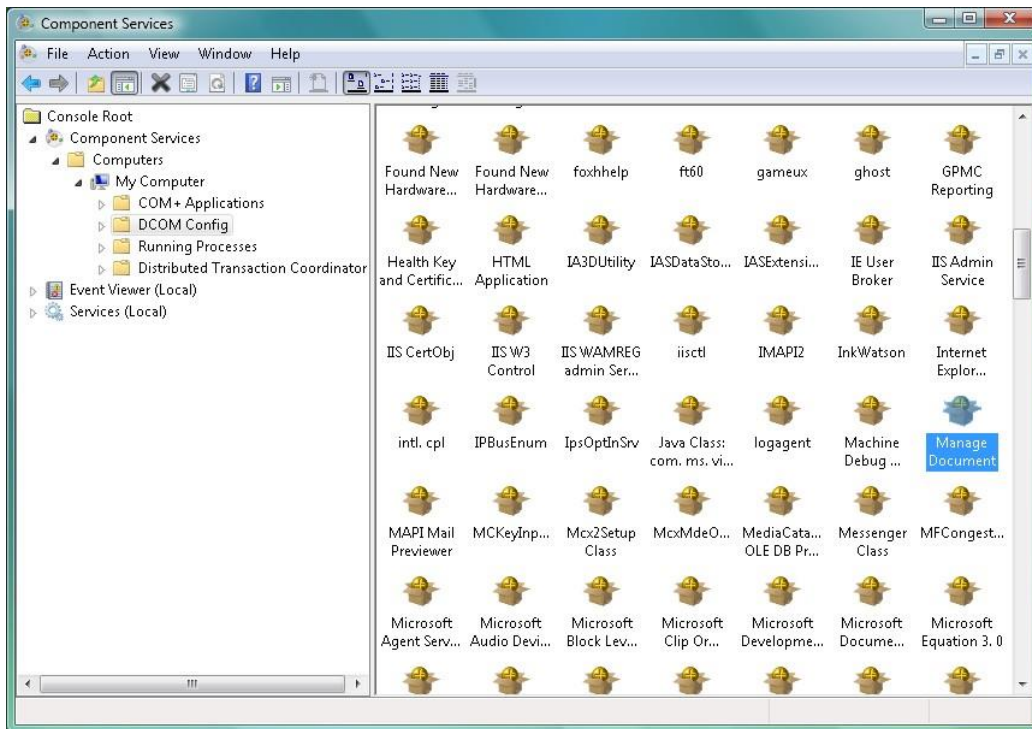 Component Services
File Action View Window Help
Console Root
Component Services
Computers
My Computer
COM+ Applications
DCOM Config
Running Processes
Distributed Transaction Coordinator
Event Viewer (Local)
Services (Local)
Found New Found New foxhhelp ft60 gameux ghost GPMC
Hardware... Hardware... Reporting
Health Key HTML IA3DUtility IASDataSto... IASExtensi... IE User IIS Admin
and Certific... Application Broker Service
IIS CertObj IIS W3 IIS WAMREG iisctl IMAPI2 InkWatson Internet
Control admin Ser... Explor...
intl. cpl IPBusEnum IpsOptInSrv Java Class: logagent Machine Manage
com. ms. vi... Debug ... Document
MAPI Mail MCKeyInp... Mcx2Setup McxMdeO... MediaCata... Messenger MFCongest...
Previewer Class OLE DB Pr... Class
Microsoft Microsoft Microsoft Microsoft Microsoft Microsoft Microsoft
Agent Serv... Audio Devi... Block Lev... Clip Or... Developme... Docume... Equation 3. 0